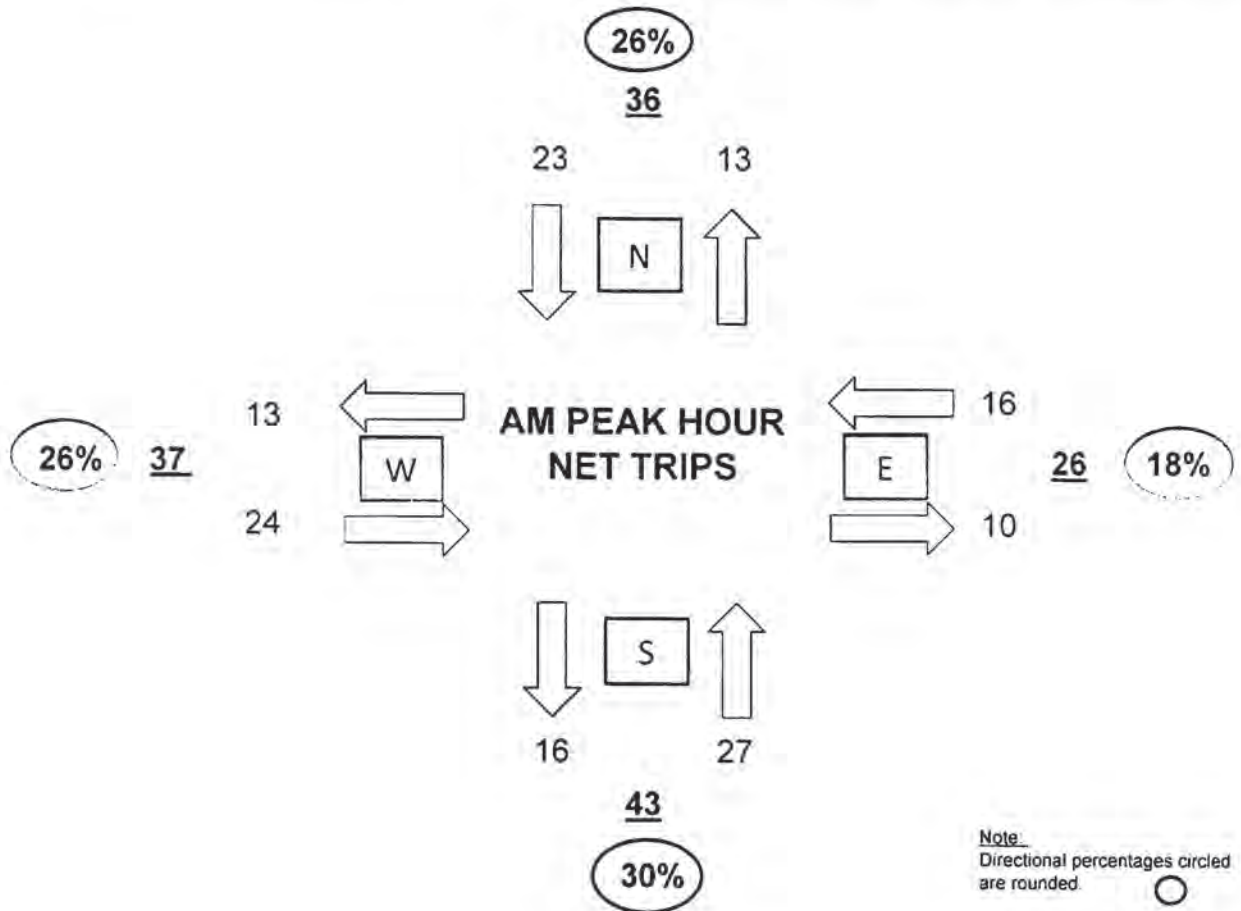 26%
36
23 13
N
13 AM PEAK HOUR 16
26% 37 W NET TRIPS E 26 18%
24 10
S
16 27
43
30%
Note:
Directional percentages circled
are rounded.